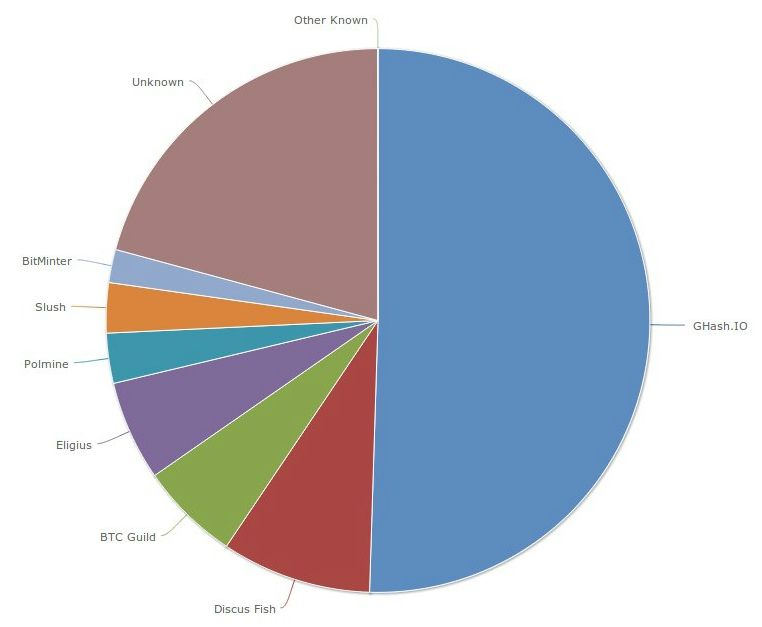 Other Known
Unknown
BitMinter
Slush
GHash.IO
Polmine
Eligius
BTC Guild
Discus Fish